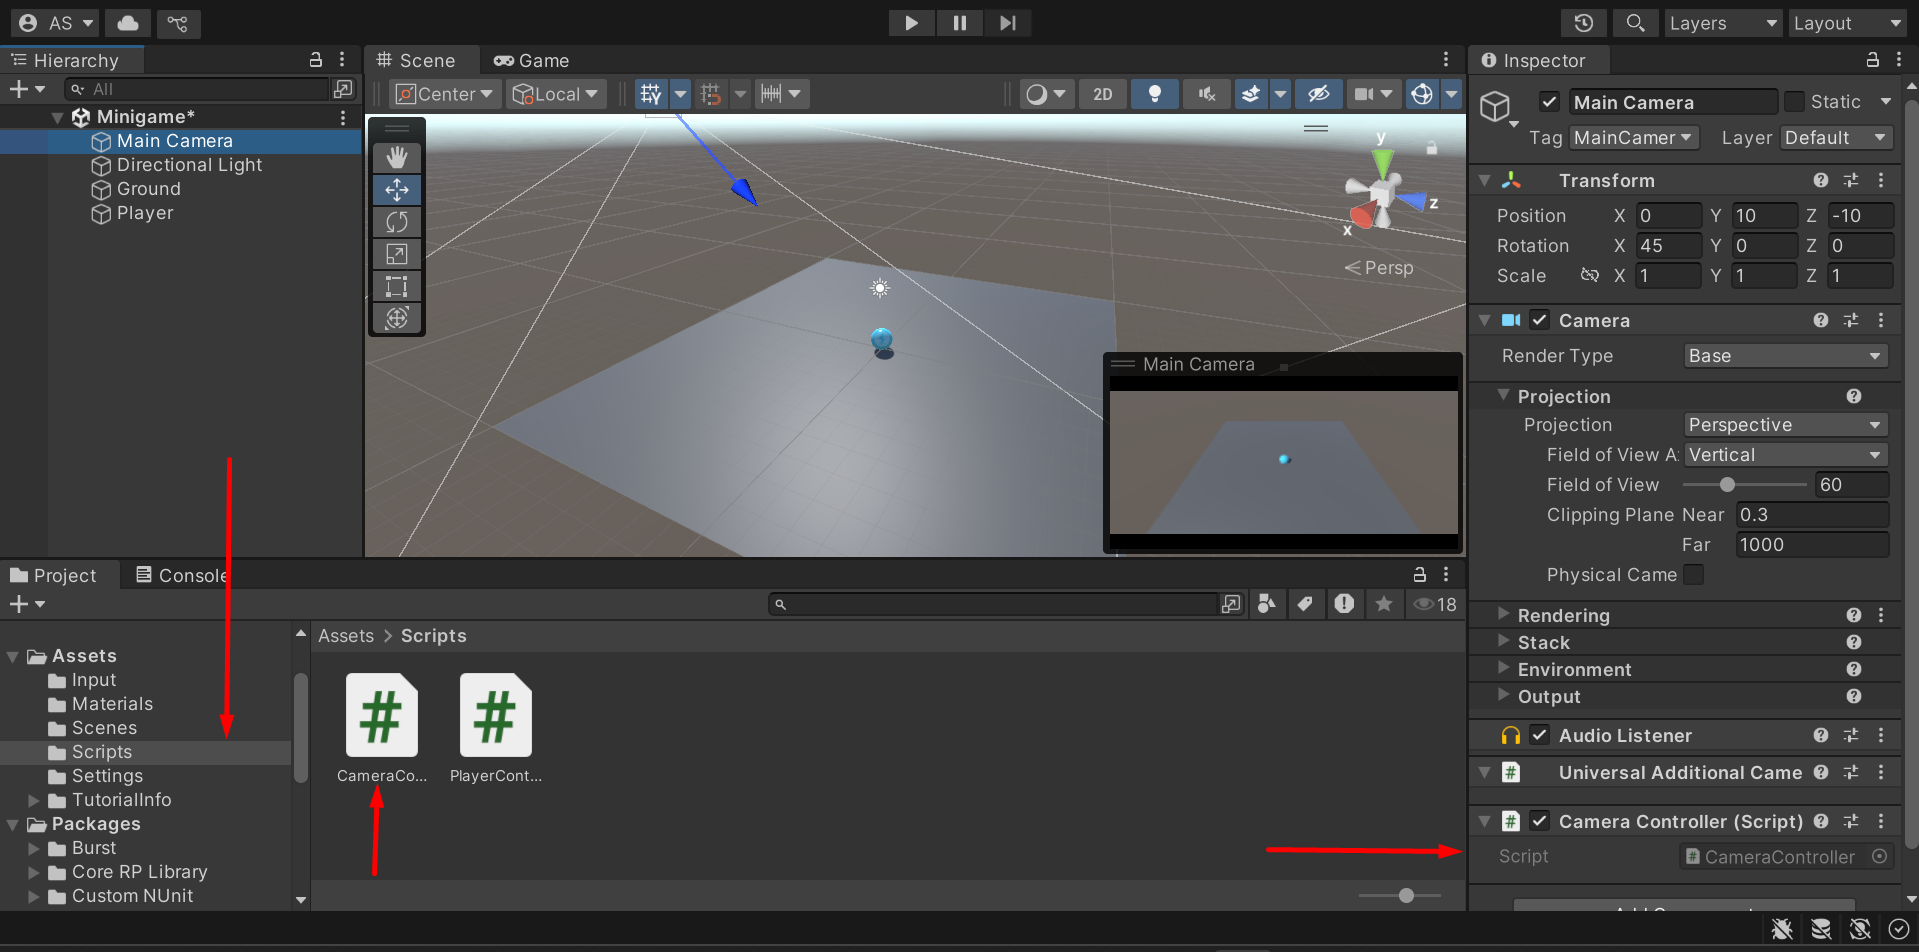 AS
Layers
Layout
Hierarchy
All
Minigame*
Main Camera
Directional Light
Ground
Player
Scene
Game
Center
Local
2D
y
z
x
Persp
Main Camera
Inspector
Main Camera
Static
Tag
MainCamer
Layer
Default
Transform
Position X 0 Y 10 Z -10
Rotation X 45 Y 0 Z 0
Scale X 1 Y 1 Z 1
Camera
Render Type Base
Projection
Projection Perspective
Field of View A: Vertical
Field of View 60
Clipping Plane Near 0.3
Far 1000
Physical Came
Rendering
Stack
Environment
Output
Audio Listener
Universal Additional Came
Camera Controller (Script)
Script CameraController
Project
Console
18
Assets
Input
Materials
Scenes
Scripts
Settings
TutorialInfo
Packages
Burst
Core RP Library
Custom NUnit
Assets > Scripts
CameraCo...
PlayerCont...